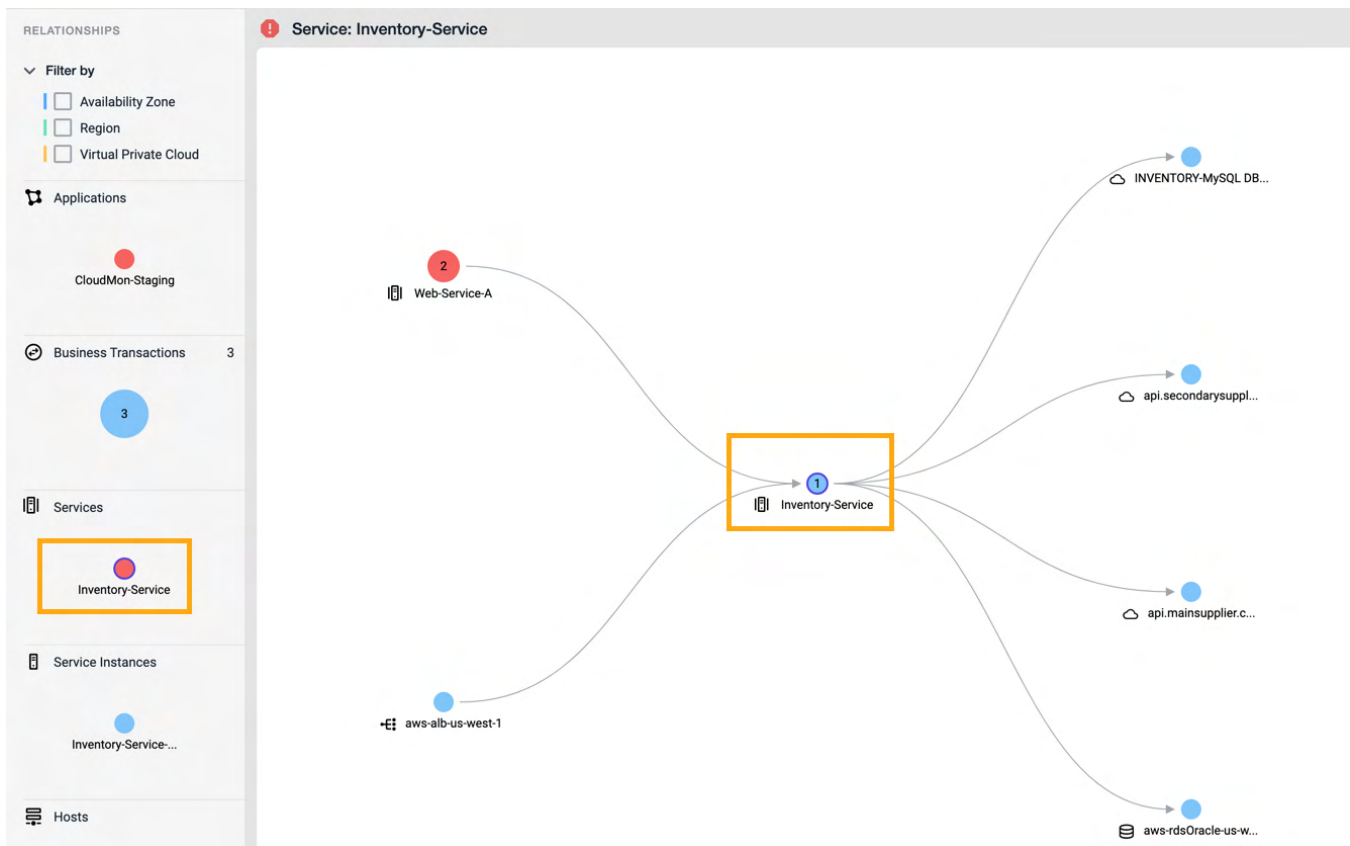 RELATIONSHIPS
Filter by
Availability Zone
Region
Virtual Private Cloud
Applications
CloudMon-Staging
Business Transactions 3
3
Services
Inventory-Service
Service Instances
Inventory-Service-...
Hosts
Service: Inventory-Service
INVENTORY-MySQL DB...
2
Web-Service-A
api.secondarysuppl...
1
Inventory-Service
api.mainsupplier.c...
aws-alb-us-west-1
aws-rdsOracle-us-w...